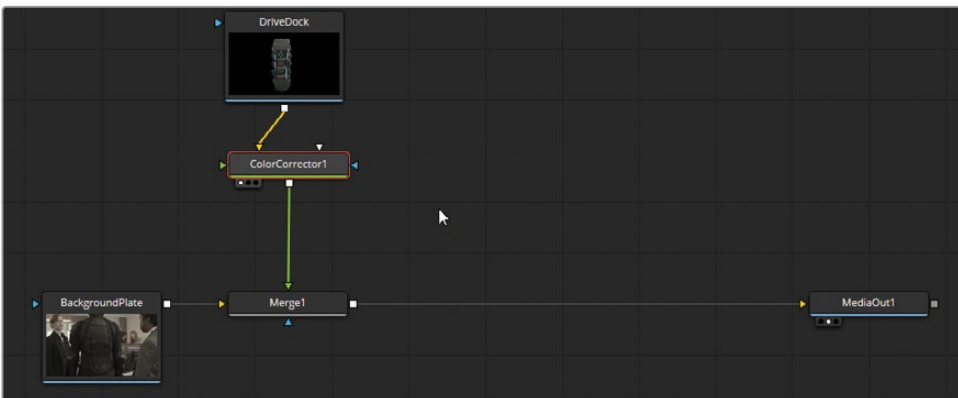 DriveDock
ColorCorrector1
BackgroundPlate
Merge1
MediaOut1